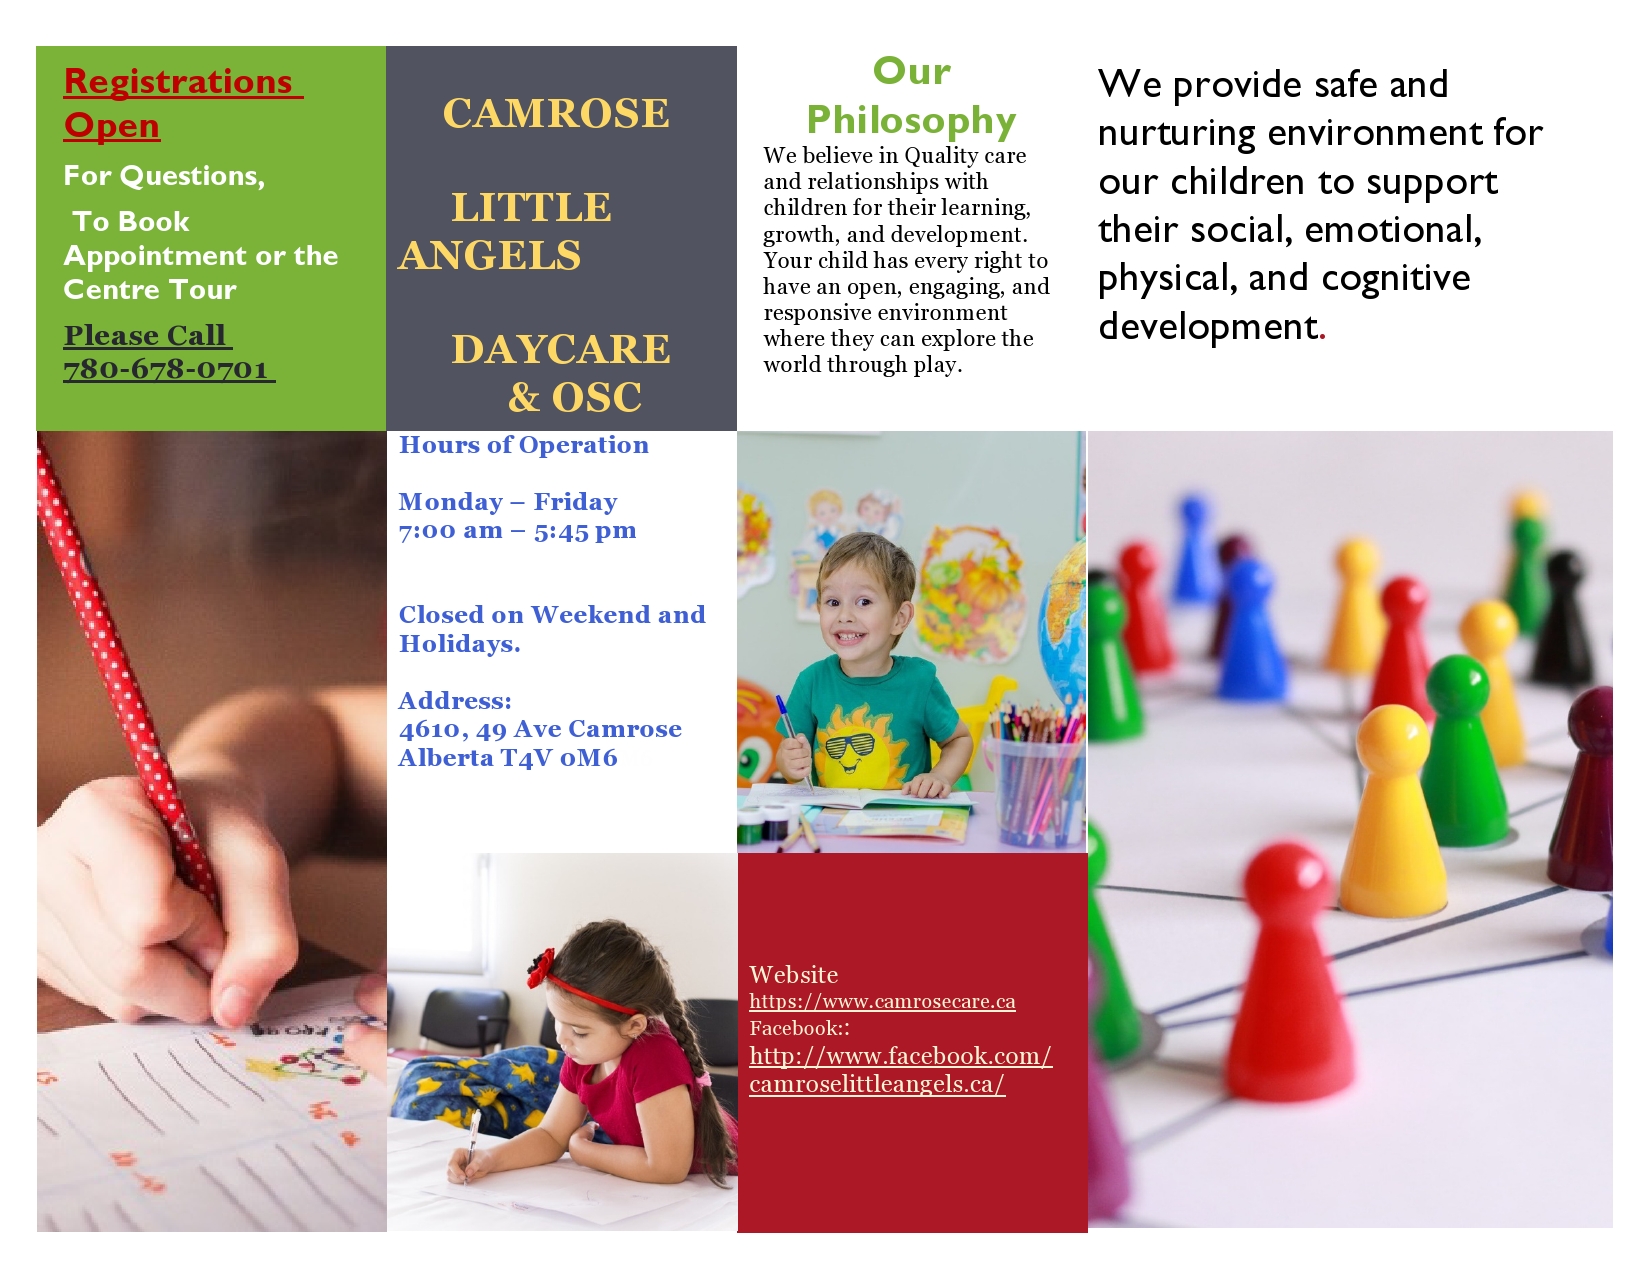 Registrations
Open
For Questions,
To Book
Appointment or the
Centre Tour
Please Call
780-678-0701
CAMROSE
LITTLE
ANGELS
DAYCARE
& OSC
Hours of Operation
Monday – Friday
7:00 am – 5:45 pm
Closed on Weekend and
Holidays.
Address:
4610, 49 Ave Camrose
Alberta T4V 0M6
Our
Philosophy
We believe in Quality care
and relationships with
children for their learning,
growth, and development.
Your child has every right to
have an open, engaging, and
responsive environment
where they can explore the
world through play.
Website
https://www.camrosecare.ca
Facebook::
http://www.facebook.com/
camroselittleangels.ca/
We provide safe and
nurturing environment for
our children to support
their social, emotional,
physical, and cognitive
development.